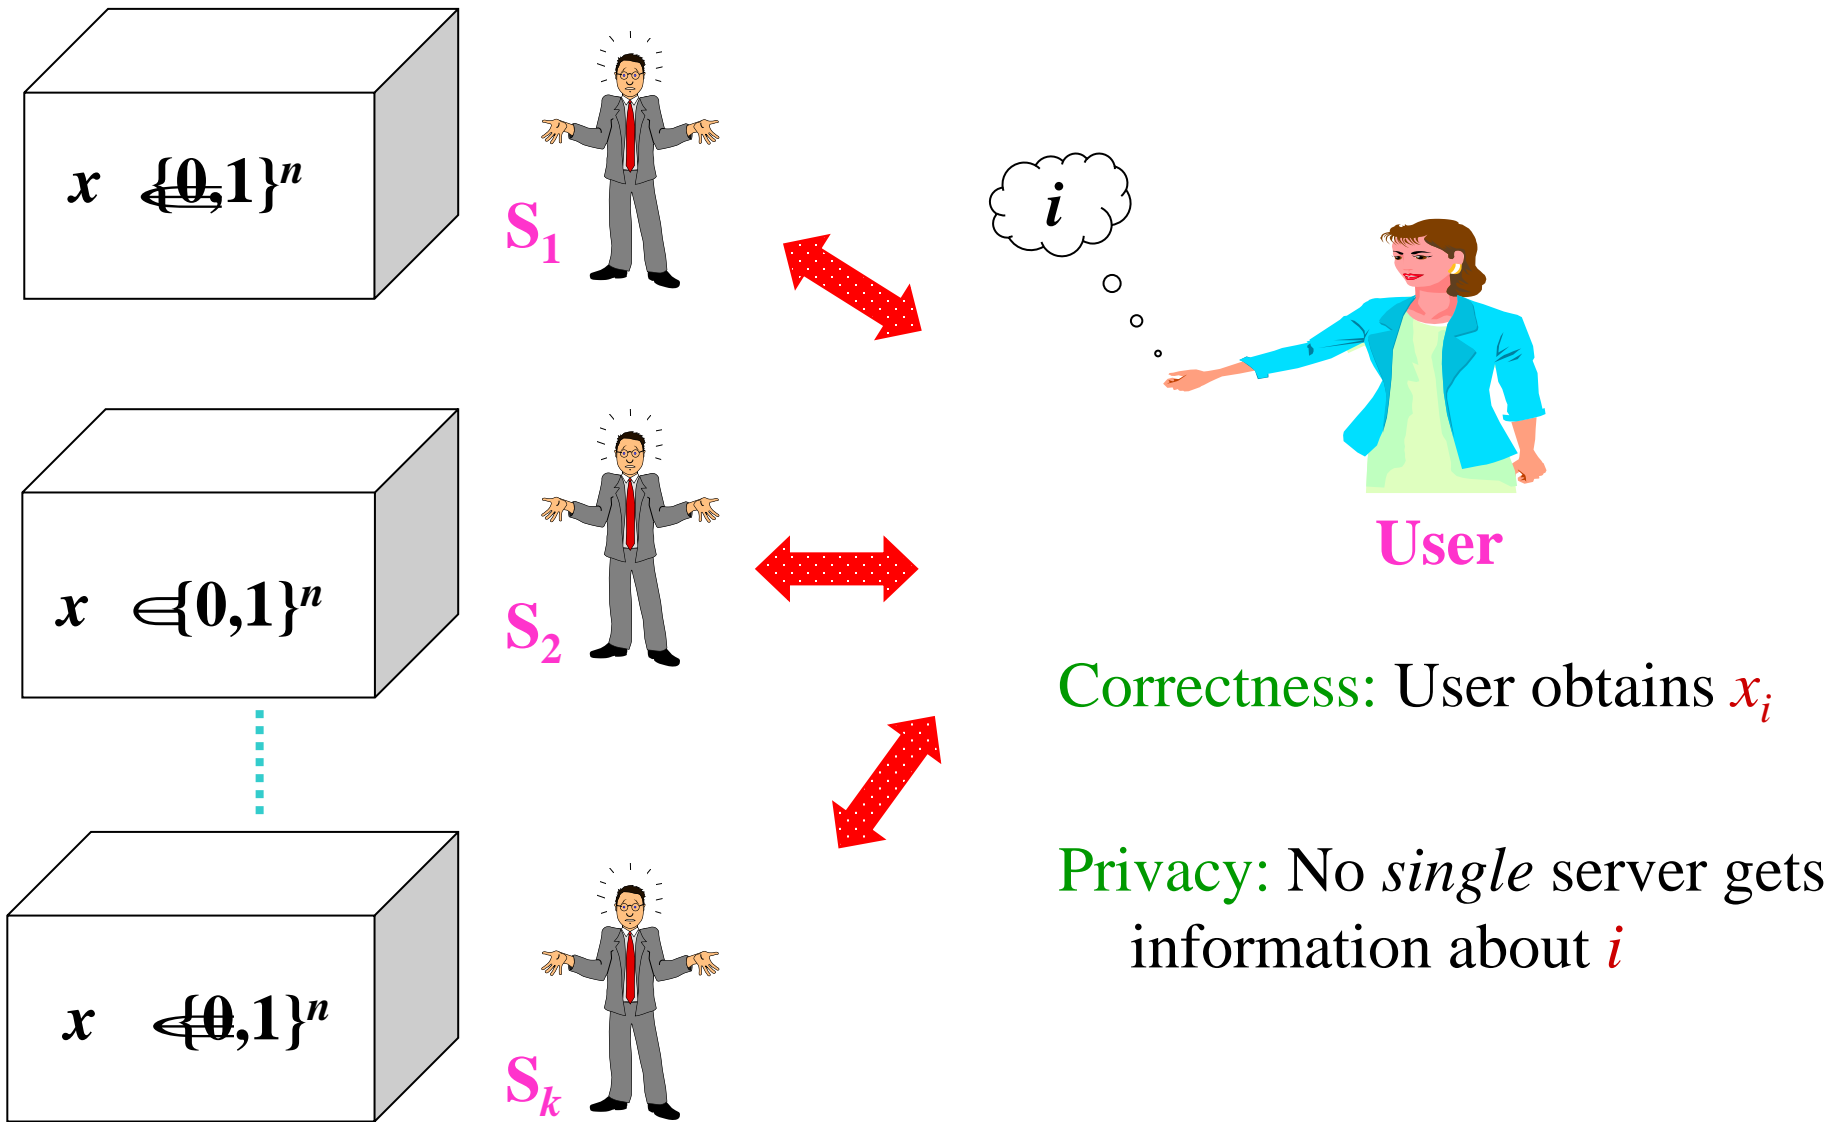 x ∈ {0,1}ⁿ
S₁
i
User
x ∈ {0,1}ⁿ
S₂
Correctness: User obtains xᵢ
Privacy: No single server gets
information about i
x ∈ {0,1}ⁿ
Sₖ